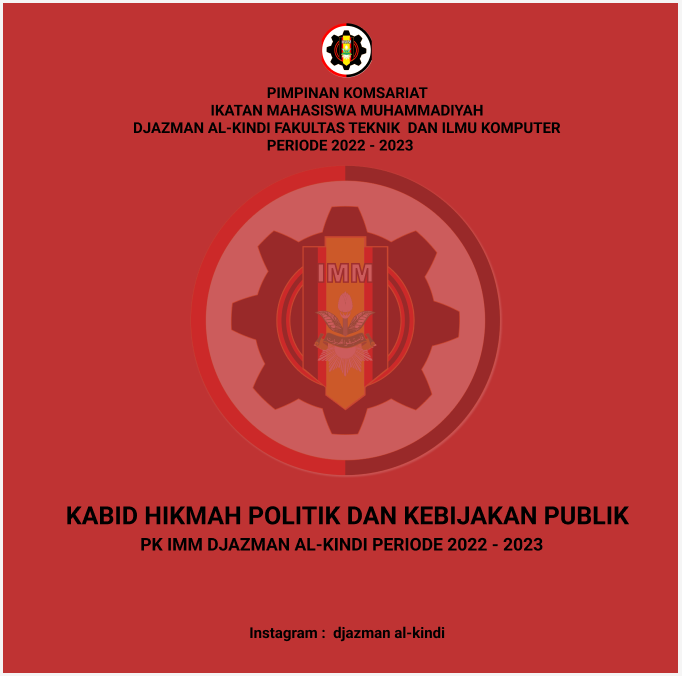 PIMPINAN KOMSARIAT
IKATAN MAHASISWA MUHAMMADIYAH
DJAZMAN AL-KINDI FAKULTAS TEKNIK DAN ILMU KOMPUTER
PERIODE 2022 - 2023
IMM
KABID HIKMAH POLITIK DAN KEBIJAKAN PUBLIK
PK IMM DJAZMAN AL-KINDI PERIODE 2022 - 2023
Instagram : djazman al-kindi